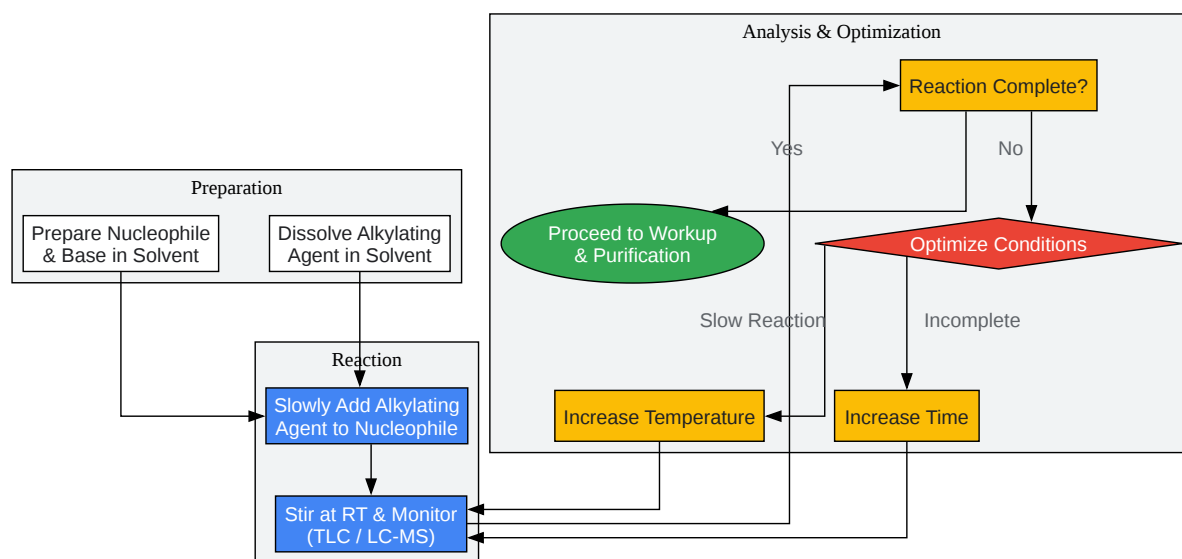 Analysis & Optimization
Reaction Complete?
Yes
No
Preparation
Prepare Nucleophile
& Base in Solvent
Dissolve Alkylating
Agent in Solvent
Proceed to Workup
& Purification
Optimize Conditions
Slow Reaction
Incomplete
Reaction
Slowly Add Alkylating
Agent to Nucleophile
Increase Temperature
Increase Time
Stir at RT & Monitor
(TLC / LC-MS)